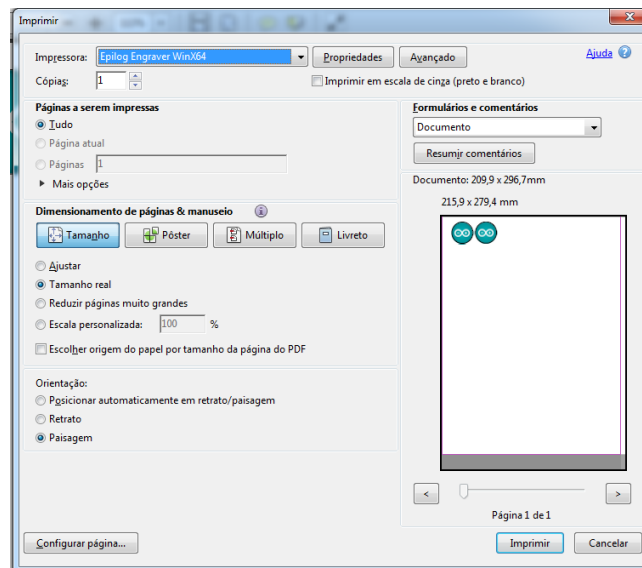 Imprimir
Impressora: Epilog Engraver WinX64 Propriedades Avançado Ajuda
Cópias: 1 Imprimir em escala de cinza (preto e branco)
Páginas a serem impressas
Tudo
Página atual
Páginas 1
Mais opções
Dimensionamento de páginas & manuseio
Tamanho Pôster Múltiplo Livreto
Ajustar
Tamanho real
Reduzir páginas muito grandes
Escala personalizada: 100 %
Escolher origem do papel por tamanho da página do PDF
Orientação:
Posicionar automaticamente em retrato/paisagem
Retrato
Paisagem
Formulários e comentários
Documento
Resumir comentários
Documento: 209,9 x 296,7mm
215,9 x 279,4 mm
< >
Página 1 de 1
Configurar página... Imprimir Cancelar